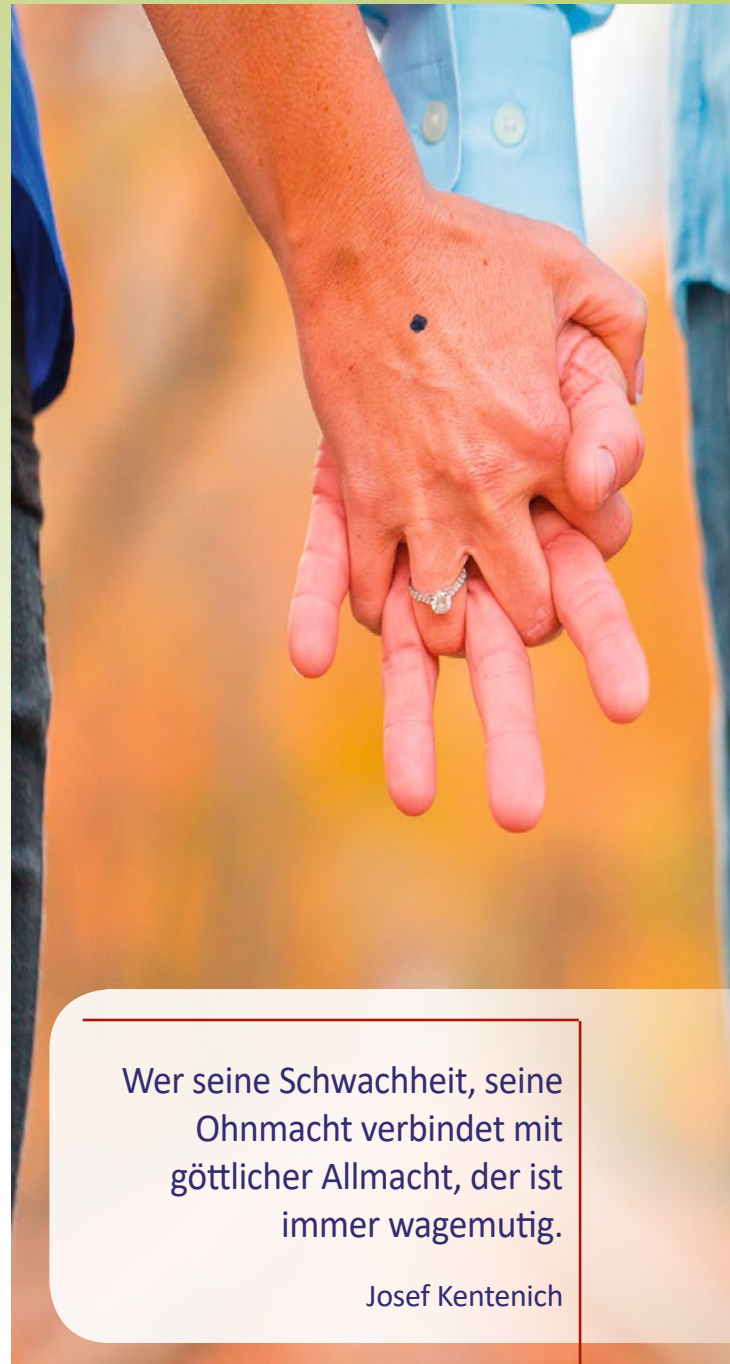 Wer seine Schwachheit, seine
Ohnmacht verbindet mit
göttlicher Allmacht, der ist
immer wagemutig.
Josef Kentenich